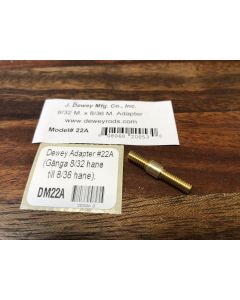 J. Dewey Mfg. Co., Inc.
8/32 M. x 8/36 M. Adapter
www.deweyrods.com
Model# 22A
Dewey Adapter #22A
(Gänga 8/32 hane
till 8/36 hane).
DM22A